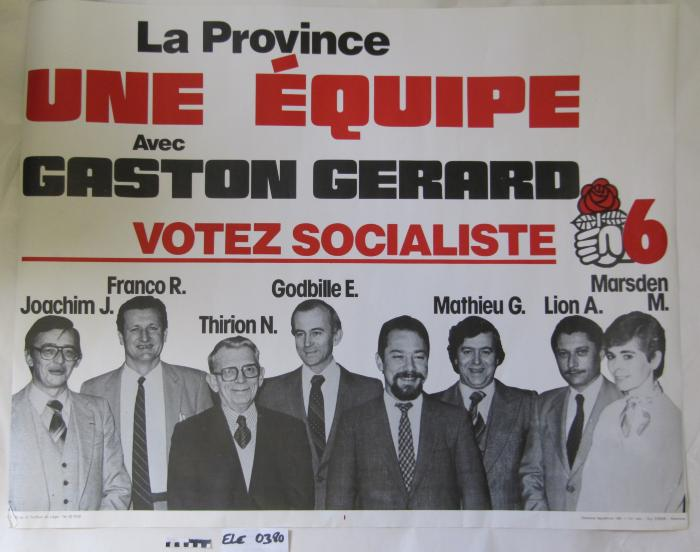 La Province
UNE ÉQUIPE
Avec
GASTON GERARD
VOTEZ SOCIALISTE 6
Joachim J. Franco R. Thirion N. Godbille E. Mathieu G. Lion A. Marsden M.
ELE 0380